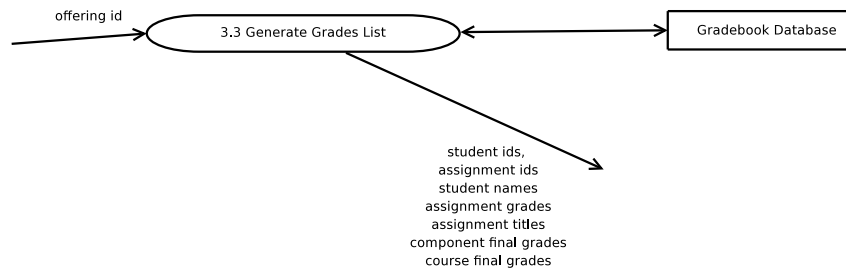 offering id
3.3 Generate Grades List
Gradebook Database
student ids,
assignment ids
student names
assignment grades
assignment titles
component final grades
course final grades